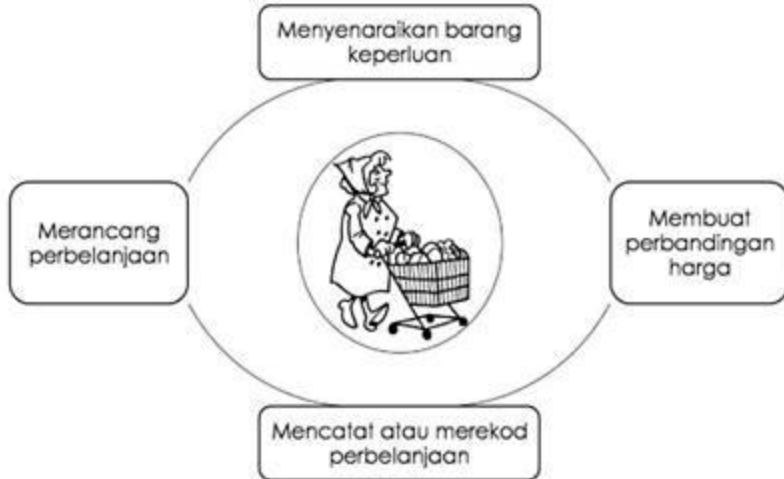 Menyenaraikan barang
keperluan
Merancang
perbelanjaan
Membuat
perbandingan
harga
Mencatat atau merekod
perbelanjaan